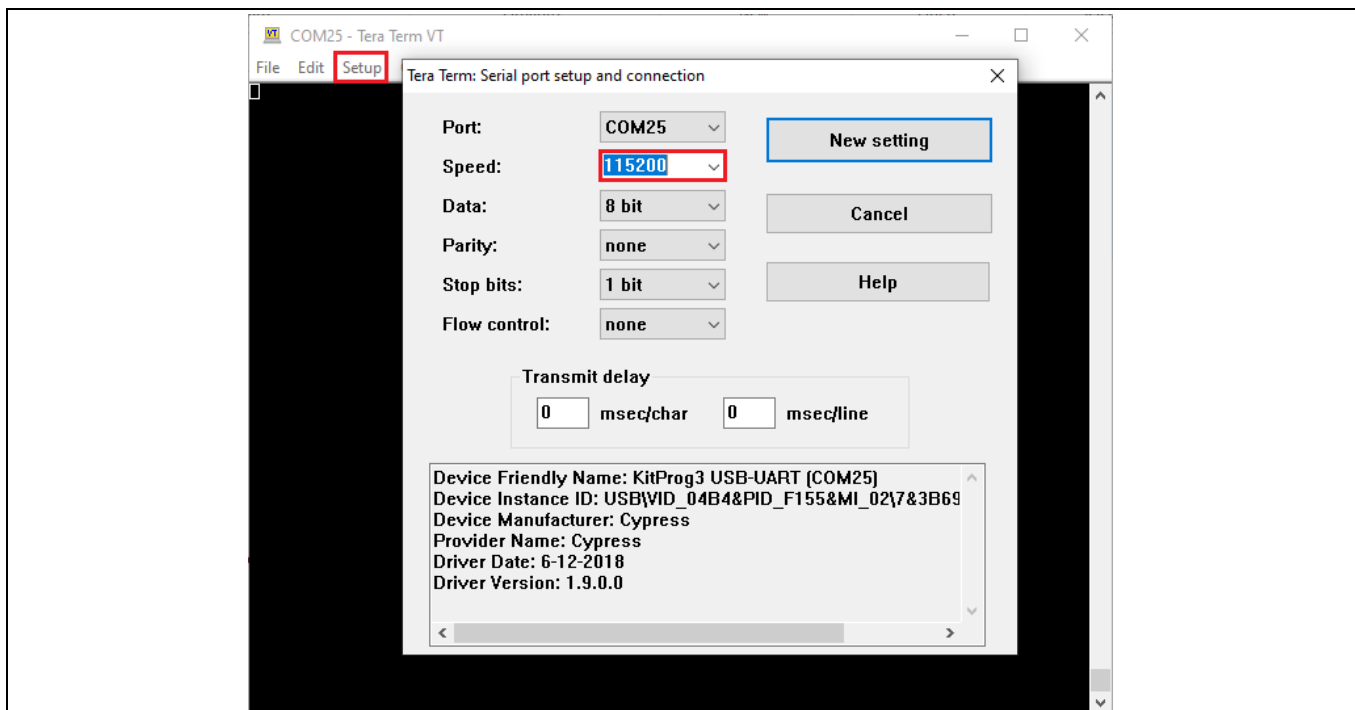 COM25 - Tera Term VT
File Edit Setup
Tera Term: Serial port setup and connection
Port: COM25
New setting
Speed: 115200
Data: 8 bit
Cancel
Parity: none
Stop bits: 1 bit
Help
Flow control: none
Transmit delay
0 msec/char 0 msec/line
Device Friendly Name: KitProg3 USB-UART (COM25)
Device Instance ID: USB\VID_04B4&PID_F155&MI_02\7&3B69
Device Manufacturer: Cypress
Provider Name: Cypress
Driver Date: 6-12-2018
Driver Version: 1.9.0.0